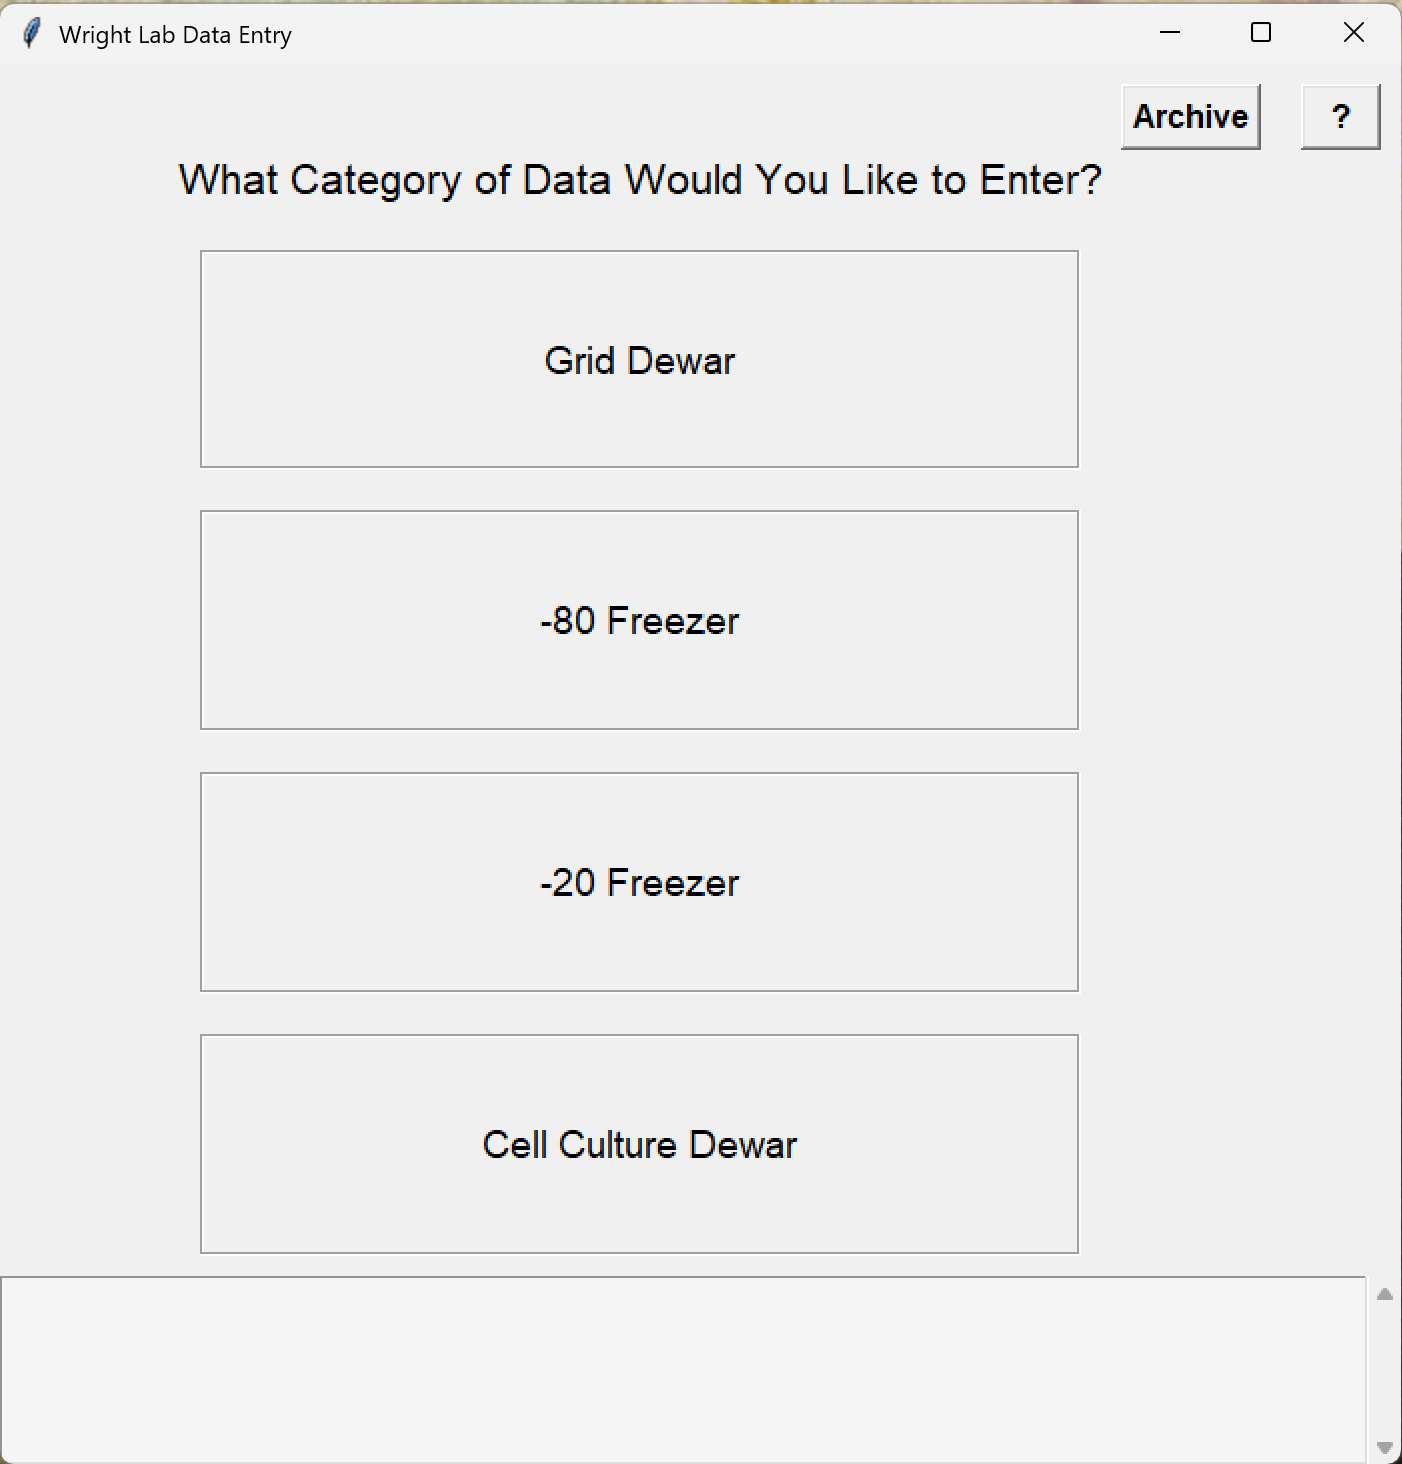 Wright Lab Data Entry
Archive
?
What Category of Data Would You Like to Enter?
Grid Dewar
-80 Freezer
-20 Freezer
Cell Culture Dewar